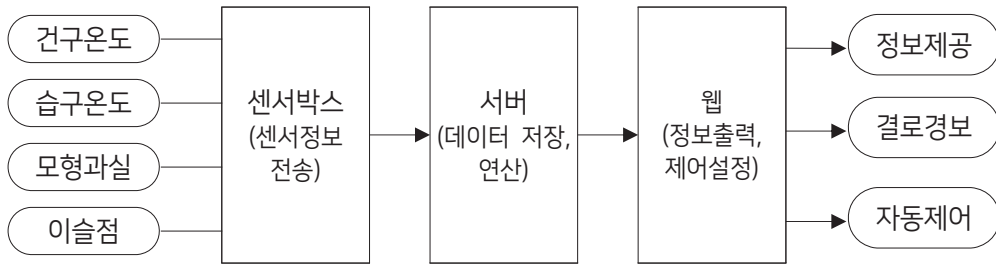 건구온도
습구온도
모형과실
이슬점
센서박스
(센서정보
전송)
서버
(데이터 저장,
연산)
웹
(정보출력,
제어설정)
정보제공
결로경보
자동제어